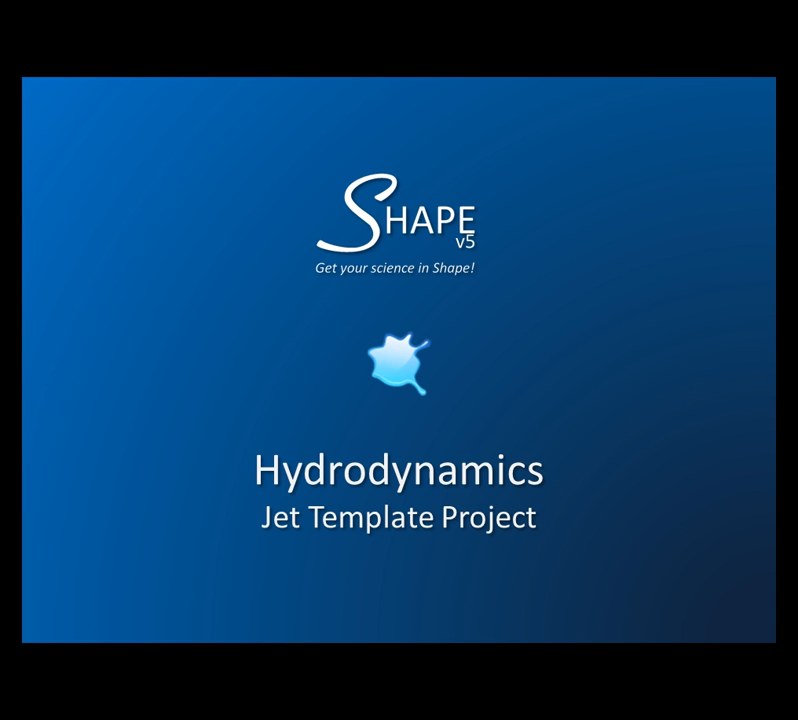 SHAPE
v5
Get your science in Shape!
Hydrodynamics
Jet Template Project